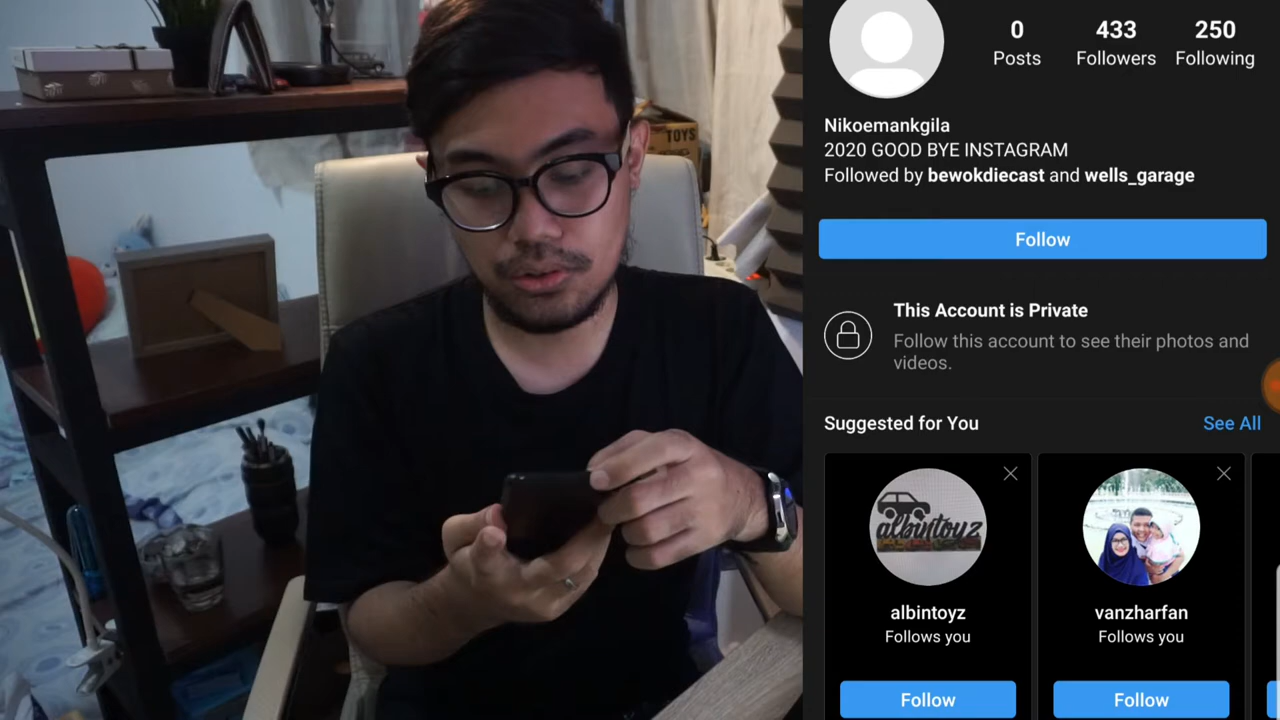 TOYS
0 433 250
Posts Followers Following
Nikoemankgila
2020 GOOD BYE INSTAGRAM
Followed by bewokdiecast and wells_garage
Follow
This Account is Private
Follow this account to see their photos and
videos.
Suggested for You See All
albintoyz
albintoyz vanzharfan
Follows you Follows you
Follow Follow